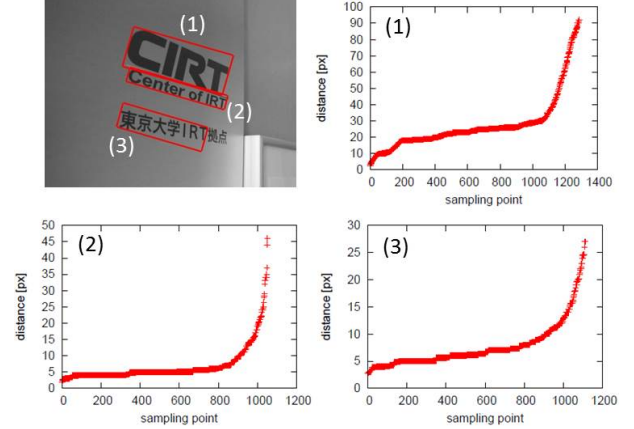 (1)
CIRT
Center of IRT
(2)
東京大学IRT拠点
(3)
(1)
distance [px]
100
90
80
70
60
50
40
30
20
10
0
0 200 400 600 800 1000 1200 1400
sampling point
(2)
distance [px]
50
45
40
35
30
25
20
15
10
5
0
0 200 400 600 800 1000 1200
sampling point
(3)
distance [px]
30
25
20
15
10
5
0
0 200 400 600 800 1000 1200
sampling point